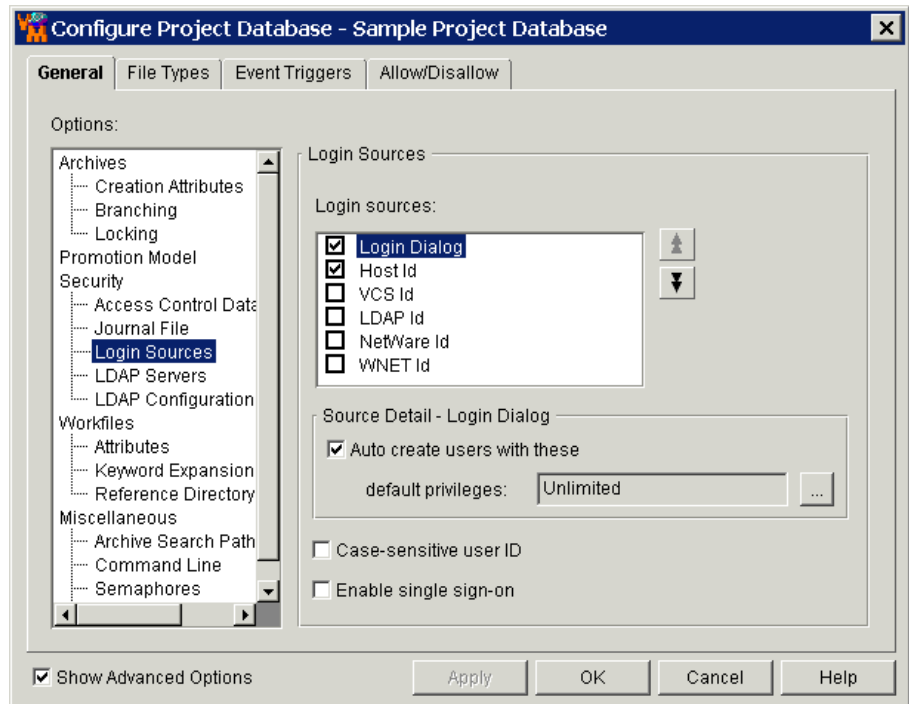 Configure Project Database - Sample Project Database
General File Types Event Triggers Allow/Disallow
Options:
Archives
Creation Attributes
Branching
Locking
Promotion Model
Security
Access Control Data
Journal File
Login Sources
LDAP Servers
LDAP Configuration
Workfiles
Attributes
Keyword Expansion
Reference Directory
Miscellaneous
Archive Search Path
Command Line
Semaphores
Login Sources
Login sources:
Login Dialog
Host Id
VCS Id
LDAP Id
NetWare Id
WNET Id
Source Detail - Login Dialog
Auto create users with these
default privileges: Unlimited ...
Case-sensitive user ID
Enable single sign-on
Show Advanced Options
Apply OK Cancel Help